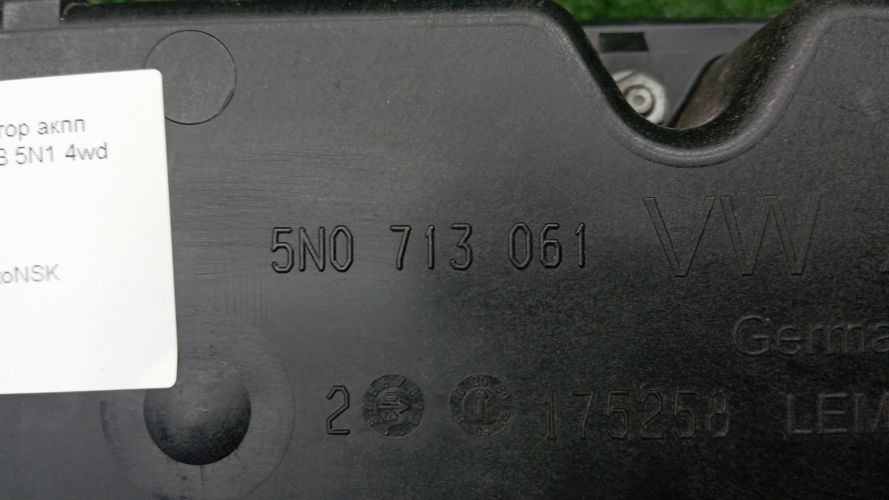 тор акпп
5N1 4wd
oNSK
5N0 713 061
VW
Germa
2
175258
LEI